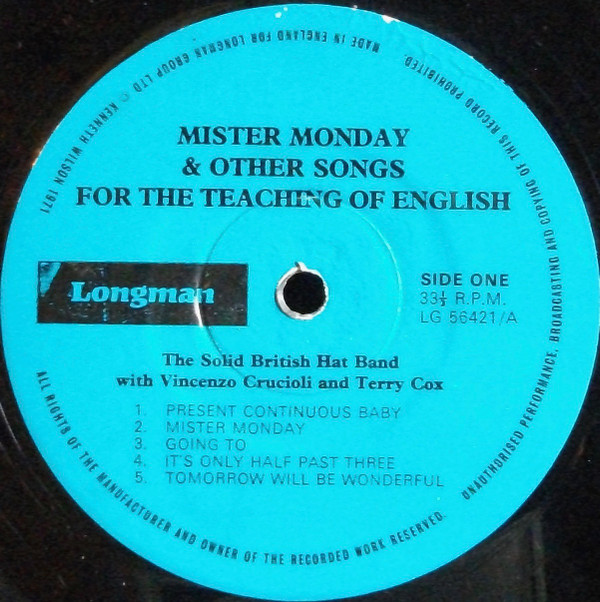 MISTER MONDAY
& OTHER SONGS
FOR THE TEACHING OF ENGLISH
Longman
SIDE ONE
33⅓ R.P.M.
LG 56421/A
The Solid British Hat Band
with Vincenzo Crucioli and Terry Cox
1. PRESENT CONTINUOUS BABY
2. MISTER MONDAY
3. GOING TO
4. IT'S ONLY HALF PAST THREE
5. TOMORROW WILL BE WONDERFUL
ALL RIGHTS OF THE MANUFACTURER AND OWNER OF THE RECORDED WORK RESERVED. UNAUTHORISED PERFORMANCE, BROADCASTING AND COPYING OF THIS RECORD PROHIBITED.
MADE IN ENGLAND FOR LONGMAN GROUP LTD © KENNETH WILSON 1971